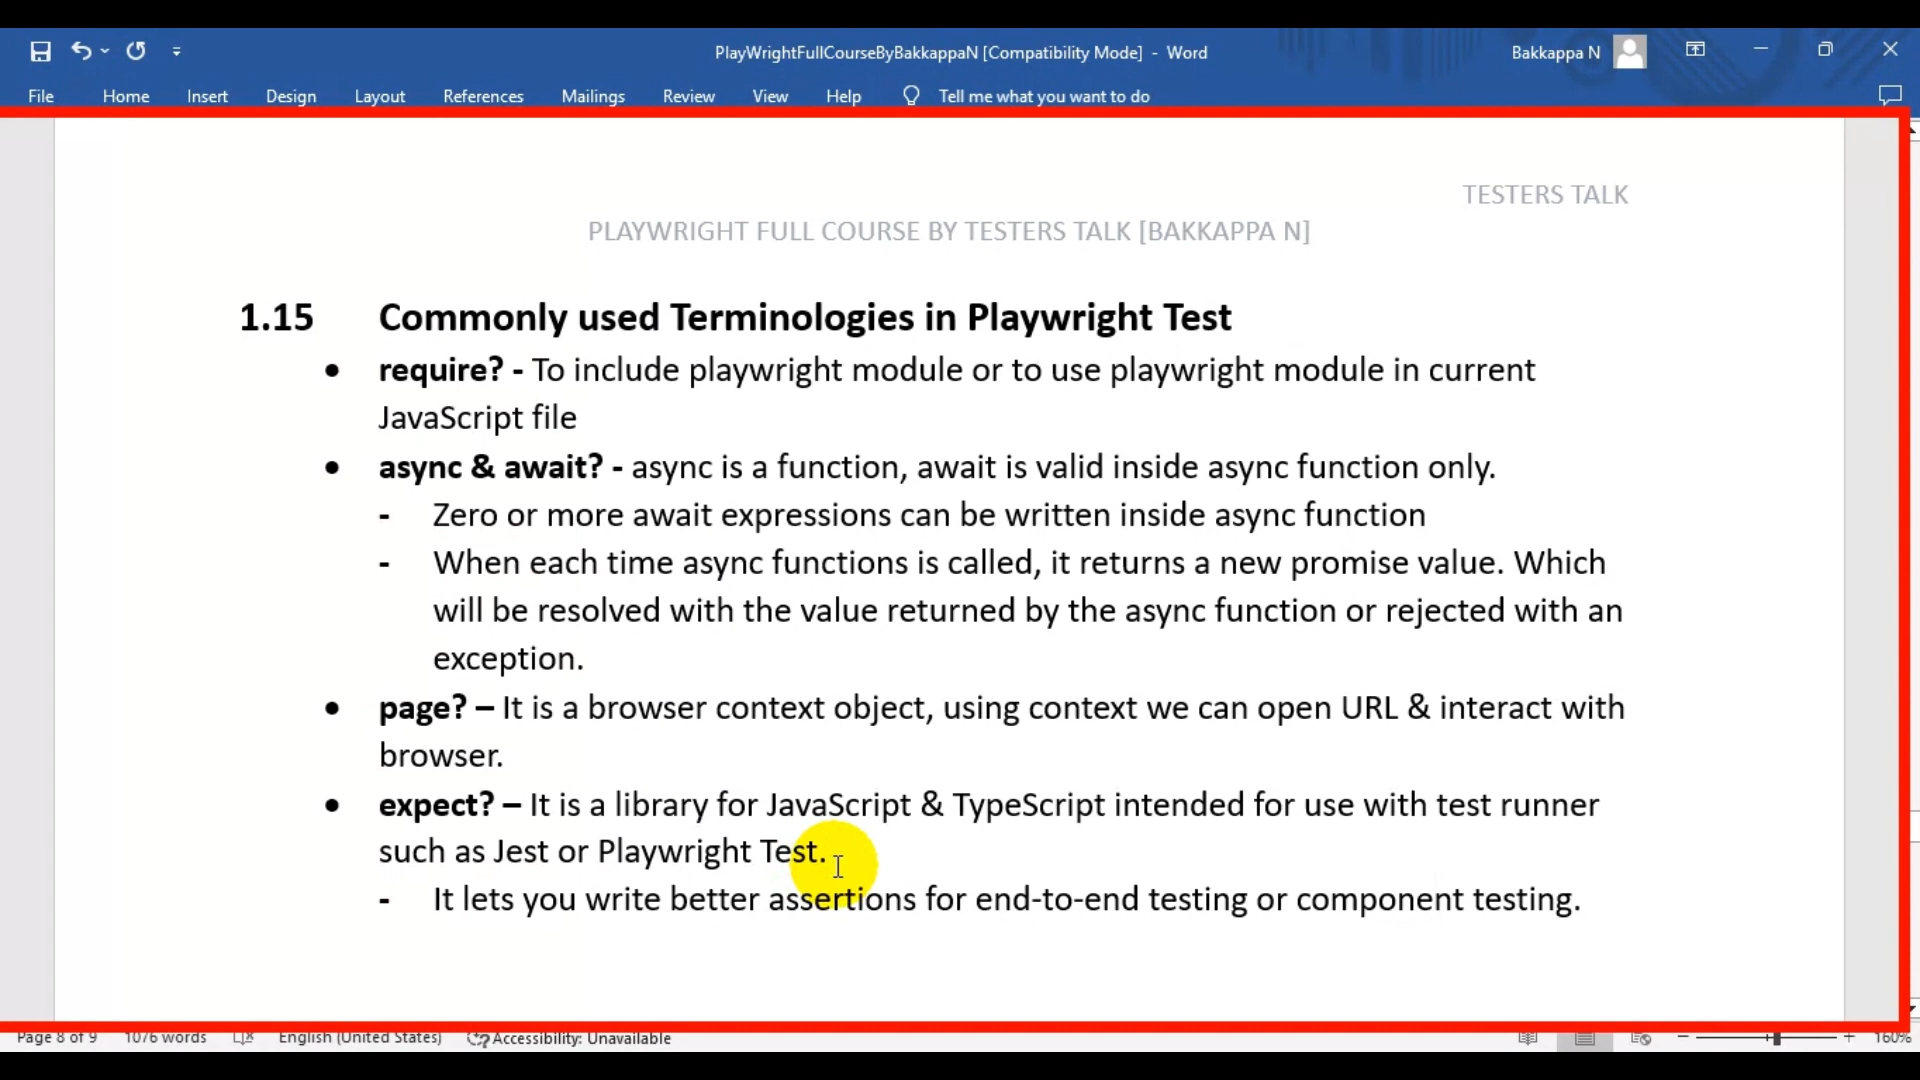 PlayWrightFullCourseByBakkappaN [Compatibility Mode] - Word
Bakkappa N
File Home Insert Design Layout References Mailings Review View Help Tell me what you want to do
TESTERS TALK
PLAYWRIGHT FULL COURSE BY TESTERS TALK [BAKKAPPA N]
1.15 Commonly used Terminologies in Playwright Test
• require? - To include playwright module or to use playwright module in current
JavaScript file
• async & await? - async is a function, await is valid inside async function only.
- Zero or more await expressions can be written inside async function
- When each time async functions is called, it returns a new promise value. Which
will be resolved with the value returned by the async function or rejected with an
exception.
• page? – It is a browser context object, using context we can open URL & interact with
browser.
• expect? – It is a library for JavaScript & TypeScript intended for use with test runner
such as Jest or Playwright Test.
- It lets you write better assertions for end-to-end testing or component testing.
Page 8 of 9 1076 words English (United States) Accessibility: Unavailable 160%